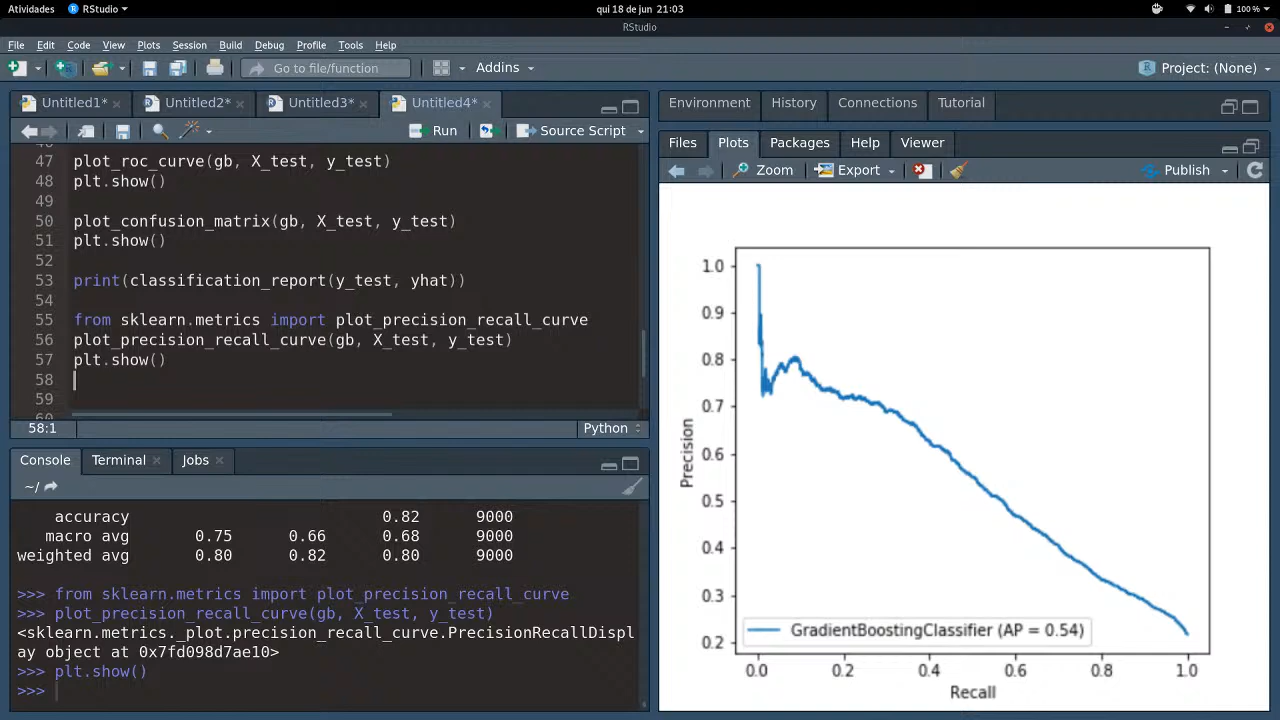 Atividades RStudio qui 18 de jun 21:03 100 %
RStudio
File Edit Code View Plots Session Build Debug Profile Tools Help
Go to file/function Addins Project: (None)
Untitled1* Untitled2* Untitled3* Untitled4*
Run Source Script
47 plot_roc_curve(gb, X_test, y_test)
48 plt.show()
49
50 plot_confusion_matrix(gb, X_test, y_test)
51 plt.show()
52
53 print(classification_report(y_test, yhat))
54
55 from sklearn.metrics import plot_precision_recall_curve
56 plot_precision_recall_curve(gb, X_test, y_test)
57 plt.show()
58
59
58:1 Python
Console Terminal Jobs
~/
accuracy 0.82 9000
macro avg 0.75 0.66 0.68 9000
weighted avg 0.80 0.82 0.80 9000
>>> from sklearn.metrics import plot_precision_recall_curve
>>> plot_precision_recall_curve(gb, X_test, y_test)
<sklearn.metrics._plot.precision_recall_curve.PrecisionRecallDispl
ay object at 0x7fd098d7ae10>
>>> plt.show()
>>>
Environment History Connections Tutorial
Files Plots Packages Help Viewer
Zoom Export Publish
1.0
0.9
0.8
0.7
0.6
0.5
0.4
0.3
0.2
Precision
GradientBoostingClassifier (AP = 0.54)
0.0 0.2 0.4 0.6 0.8 1.0
Recall